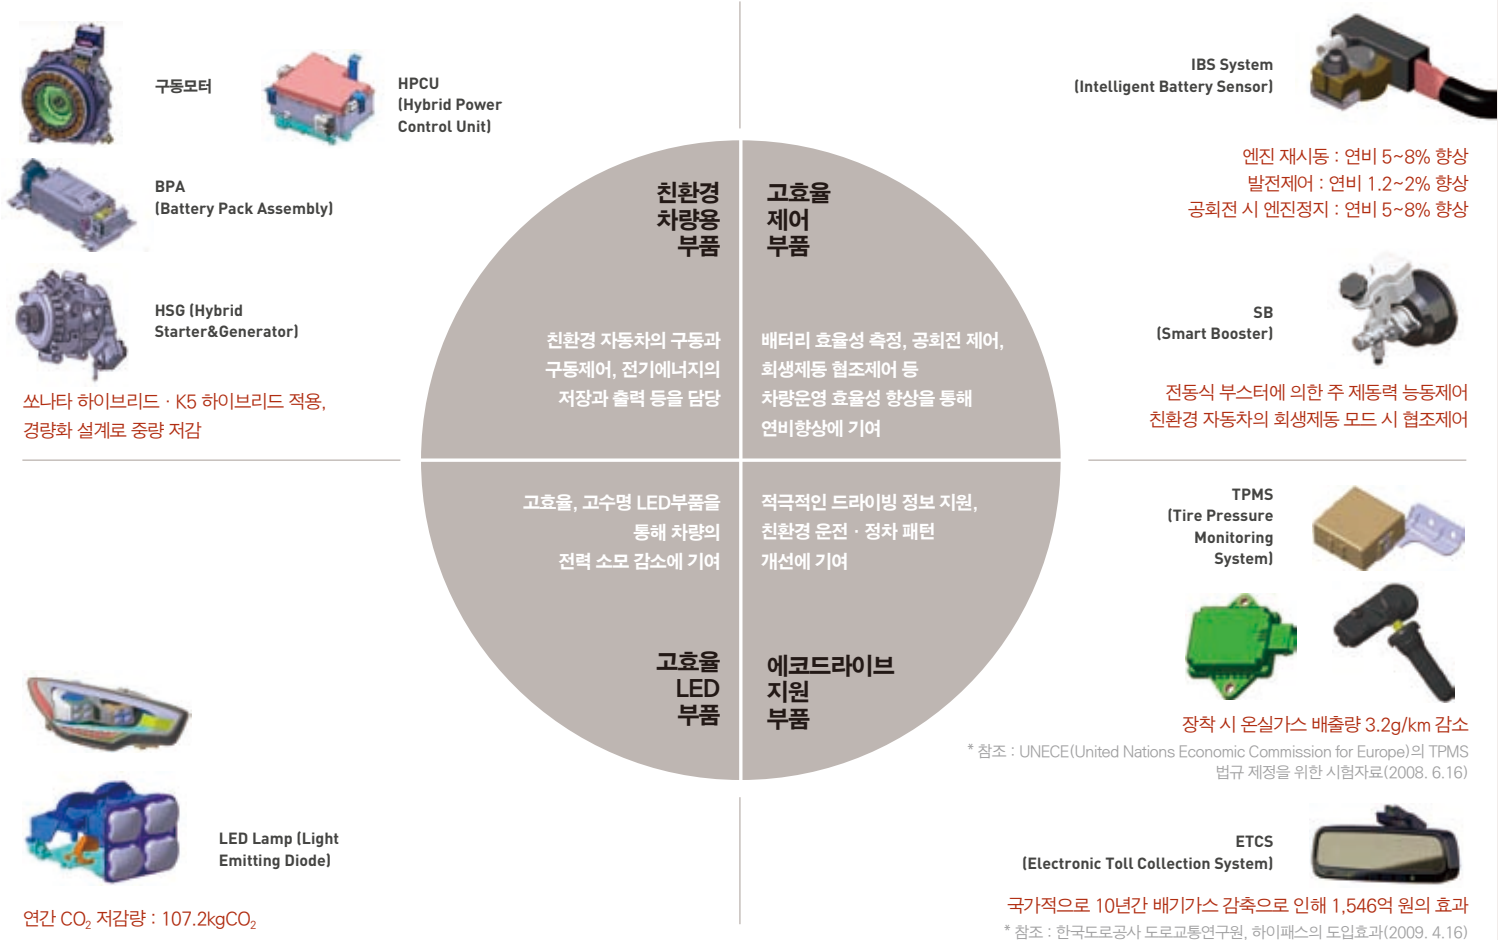 구동모터
HPCU
(Hybrid Power
Control Unit)
BPA
(Battery Pack Assembly)
HSG (Hybrid
Starter&Generator)
쏘나타 하이브리드 · K5 하이브리드 적용,
경량화 설계로 중량 저감
친환경
차량용
부품
친환경 자동차의 구동과
구동제어, 전기에너지의
저장과 출력 등을 담당
고효율
제어
부품
배터리 효율성 측정, 공회전 제어,
회생제동 협조제어 등
차량운영 효율성 향상을 통해
연비향상에 기여
IBS System
(Intelligent Battery Sensor)
엔진 재시동 : 연비 5~8% 향상
발전제어 : 연비 1.2~2% 향상
공회전 시 엔진정지 : 연비 5~8% 향상
SB
(Smart Booster)
전동식 부스터에 의한 주 제동력 능동제어
친환경 자동차의 회생제동 모드 시 협조제어
고효율, 고수명 LED부품을
통해 차량의
전력 소모 감소에 기여
고효율
LED
부품
LED Lamp (Light
Emitting Diode)
연간 CO₂ 저감량 : 107.2kgCO₂
적극적인 드라이빙 정보 지원,
친환경 운전 · 정차 패턴
개선에 기여
에코드라이브
지원
부품
TPMS
(Tire Pressure
Monitoring
System)
장착 시 온실가스 배출량 3.2g/km 감소
* 참조 : UNECE(United Nations Economic Commission for Europe)의 TPMS
법규 제정을 위한 시험자료(2008. 6.16)
ETCS
(Electronic Toll Collection System)
국가적으로 10년간 배기가스 감축으로 인해 1,546억 원의 효과
* 참조 : 한국도로공사 도로교통연구원, 하이패스의 도입효과(2009. 4.16)